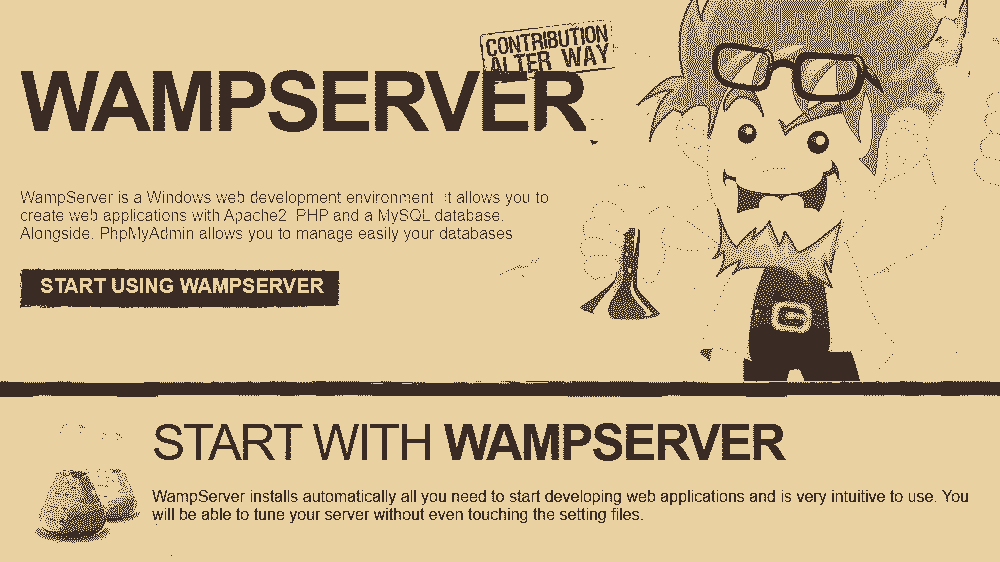 CONTRIBUTION
ALTER WAY
WAMPSERVER
WampServer is a Windows web development environment. It allows you to
create web applications with Apache2, PHP and a MySQL database.
Alongside, PhpMyAdmin allows you to manage easily your databases
START USING WAMPSERVER
START WITH WAMPSERVER
WampServer installs automatically all you need to start developing web applications and is very intuitive to use. You
will be able to tune your server without even touching the setting files.